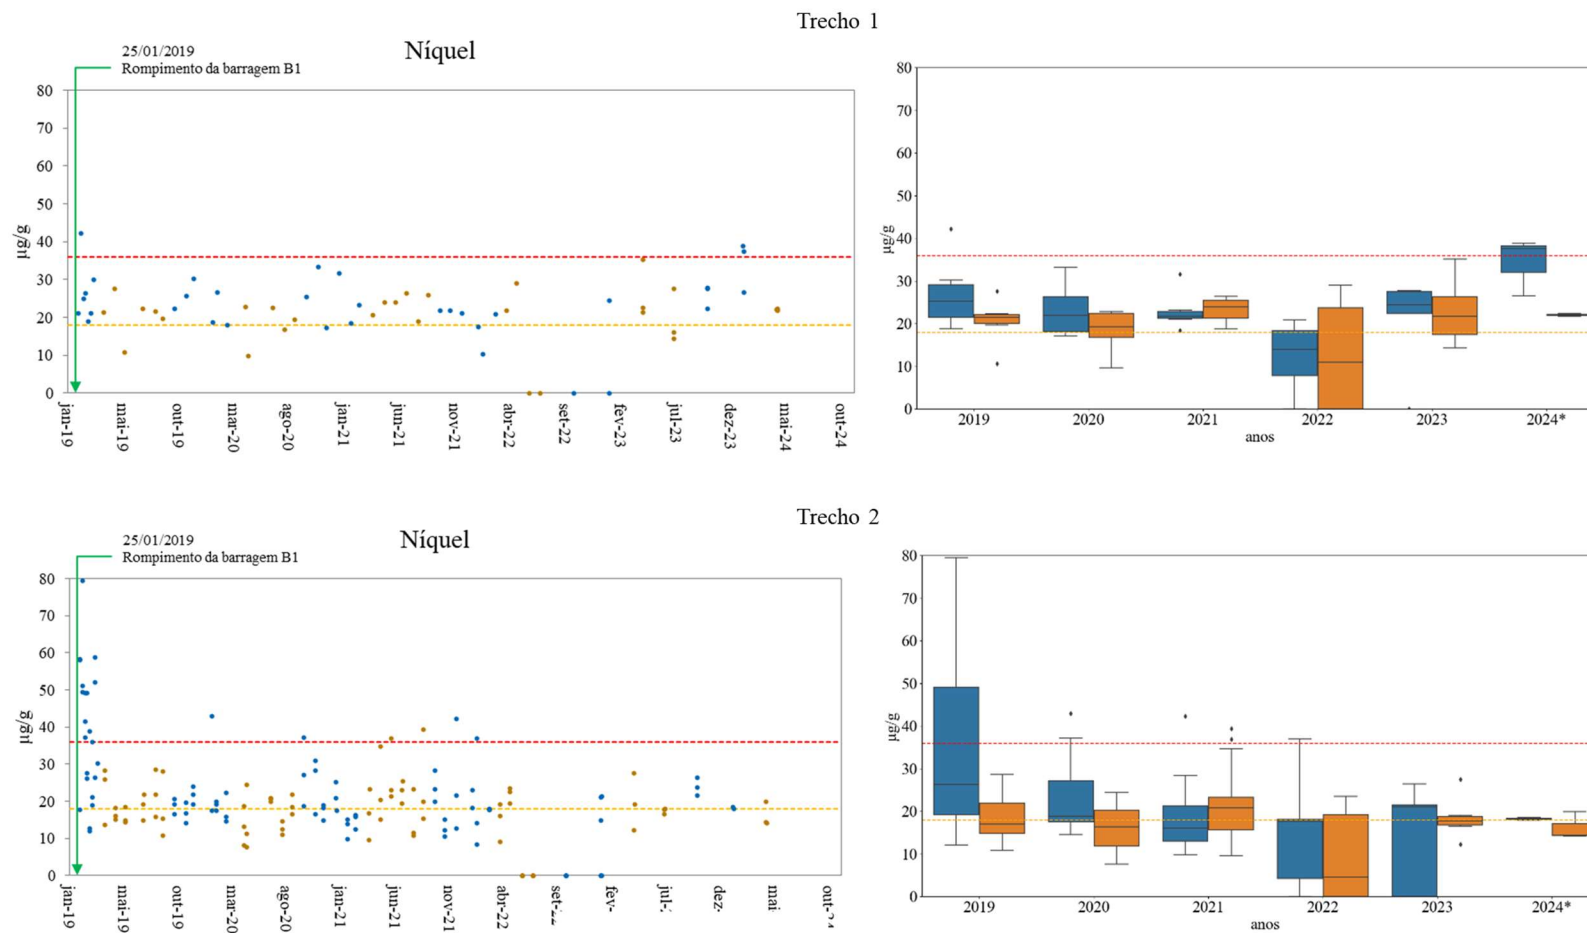 Trecho 1
25/01/2019
Rompimento da barragem B1
Níquel
80
70
60
50
40
30
20
10
0
µg/g
jan-19
mai-19
out-19
mar-20
ago-20
jan-21
jun-21
nov-21
abr-22
set-22
fev-23
jul-23
dez-23
mai-24
out-24
80
70
60
50
40
30
20
10
0
µg/g
2019
2020
2021
2022
2023
2024*
anos
Trecho 2
25/01/2019
Rompimento da barragem B1
Níquel
80
70
60
50
40
30
20
10
0
µg/g
jan-19
mai-19
out-19
mar-20
ago-20
jan-21
jun-21
nov-21
abr-22
fev-
dez-
mai
80
70
60
50
40
30
20
10
0
µg/g
2019
2020
2021
2022
2023
2024*
anos